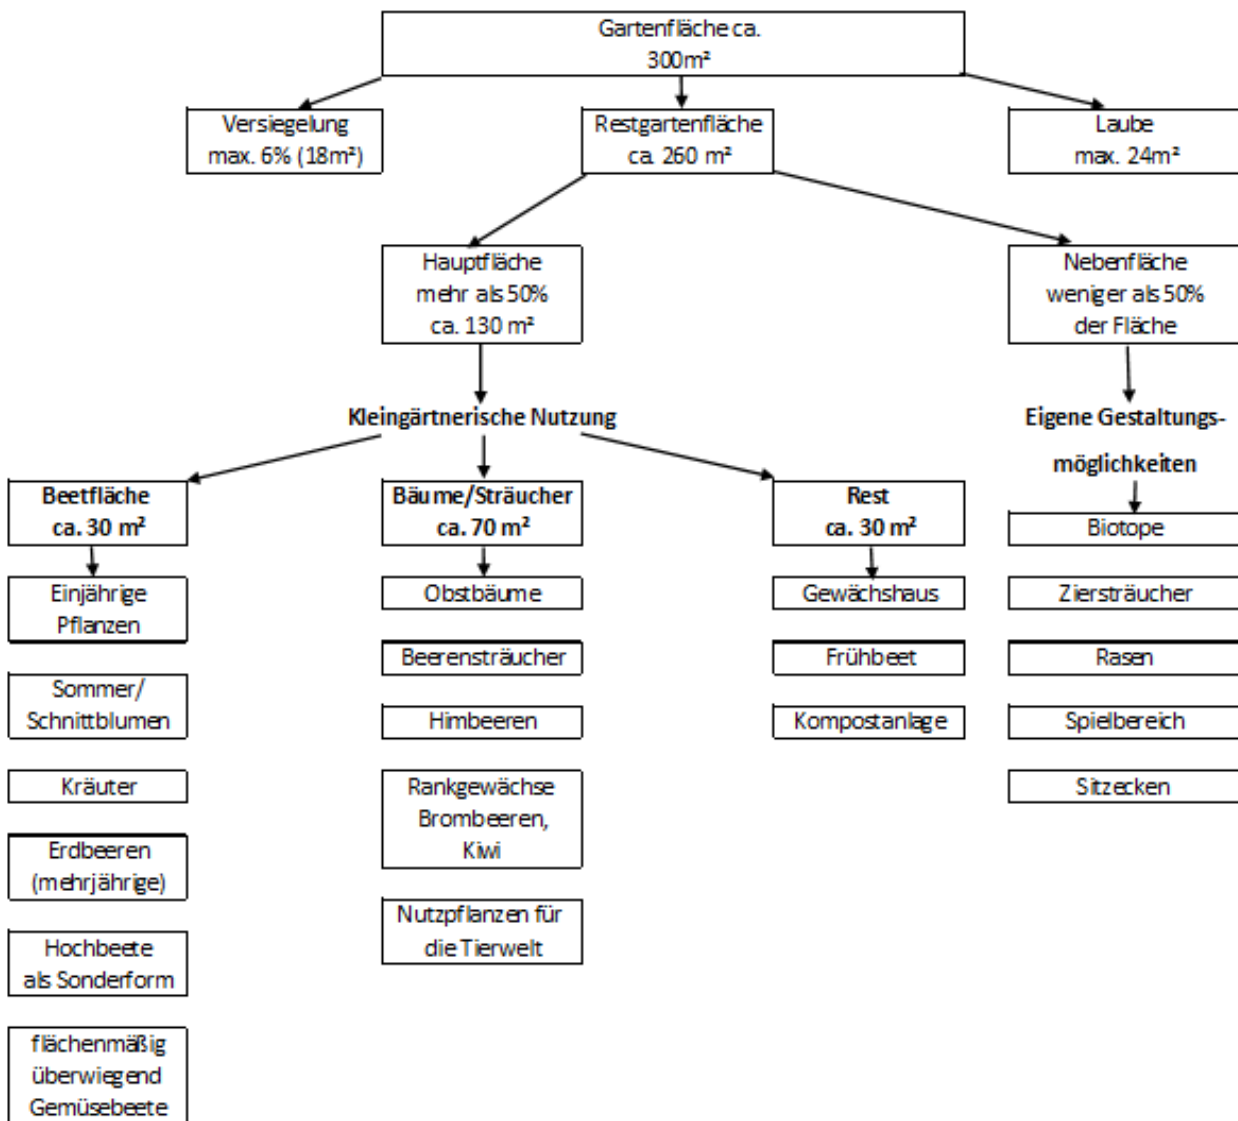 Gartenfläche ca.
300m²
Versiegelung
max. 6% (18m²)
Restgartenfläche
ca. 260 m²
Laube
max. 24m²
Hauptfläche
mehr als 50%
ca. 130 m²
Nebenfläche
weniger als 50%
der Fläche
Kleingärtnerische Nutzung
Eigene Gestaltungs-
möglichkeiten
Beetfläche
ca. 30 m²
Bäume/Sträucher
ca. 70 m²
Rest
ca. 30 m²
Biotope
Einjährige
Pflanzen
Obstbäume
Gewächshaus
Ziersträucher
Beerensträucher
Frühbeet
Rasen
Sommer/
Schnittblumen
Himbeeren
Kompostanlage
Spielbereich
Kräuter
Rankgewächse
Brombeeren,
Kiwi
Sitzecken
Erdbeeren
(mehrjährige)
Nutzpflanzen für
die Tierwelt
Hochbeete
als Sonderform
flächenmäßig
überwiegend
Gemüsebeete